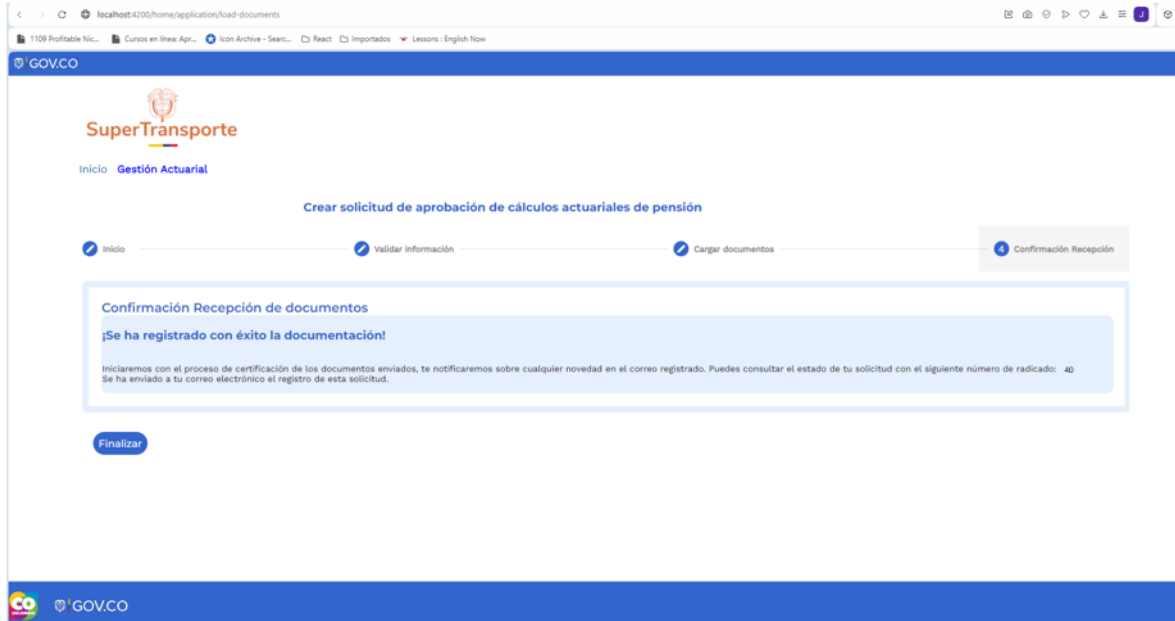 localhost:4200/home/application/load-documents
J
1109 Profitable Nic... Cursos en línea: Apr... Icon Archive - Searc... React Importados Lessons : English Now
GOV.CO
SuperTransporte
Inicio Gestión Actuarial
Crear solicitud de aprobación de cálculos actuariales de pensión
Inicio Validar información Cargar documentos 4 Confirmación Recepción
Confirmación Recepción de documentos
¡Se ha registrado con éxito la documentación!
Iniciaremos con el proceso de certificación de los documentos enviados, te notificaremos sobre cualquier novedad en el correo registrado. Puedes consultar el estado de tu solicitud con el siguiente número de radicado: 40
Se ha enviado a tu correo electrónico el registro de esta solicitud.
Finalizar
CO GOV.CO